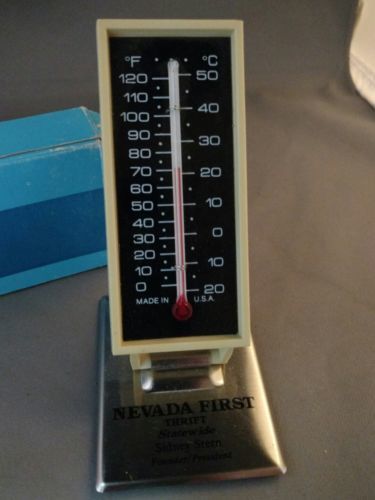 °F °C
120 50
110
100 40
90
80 30
70 20
60
50 10
40
30 0
20
10 10
0 20
MADE IN U.S.A.
NEVADA FIRST
THRIFT
Statewide
Sidney Stern
Founder/President